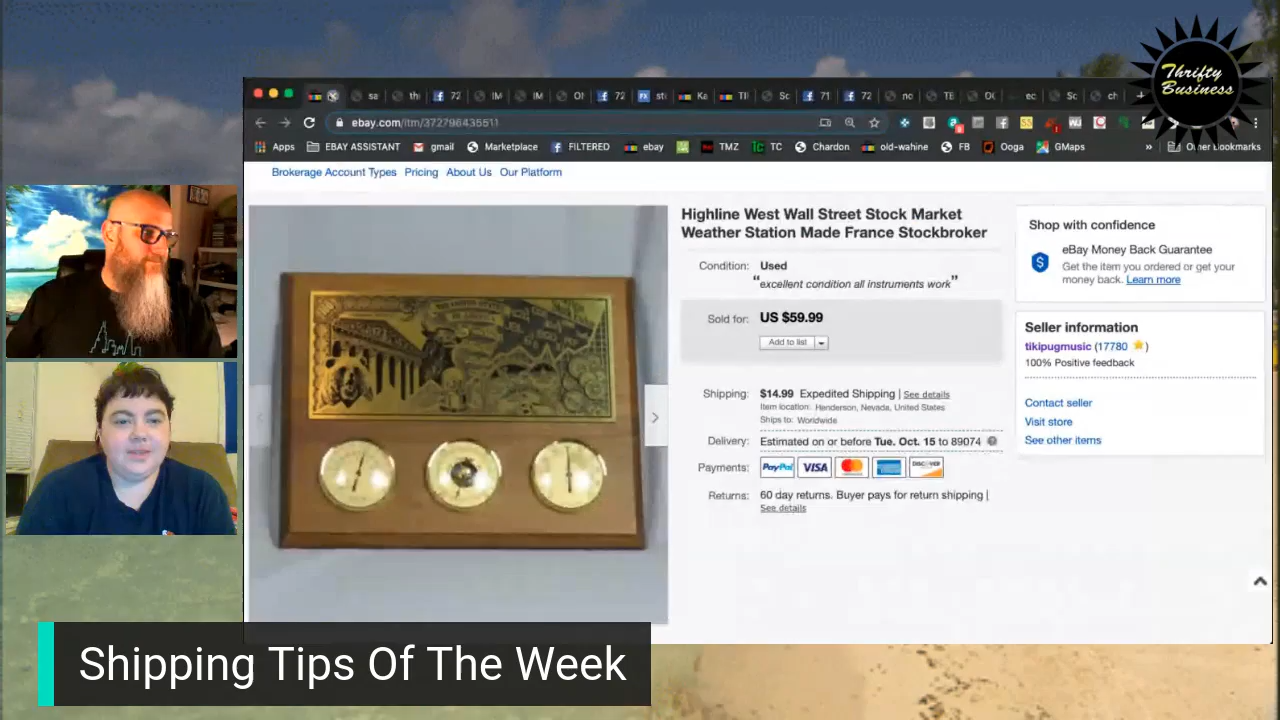 Thrifty
Business
ebay.com/itm/372796435511
Apps
EBAY ASSISTANT
gmail
Marketplace
FILTERED
ebay
TMZ
TC
Chardon
old-wahine
FB
Ooga
GMaps
»
Other Bookmarks
Brokerage Account Types Pricing About Us Our Platform
Highline West Wall Street Stock Market
Weather Station Made France Stockbroker
Condition: Used
“excellent condition all instruments work”
Sold for: US $59.99
Add to list
Shipping: $14.99 Expedited Shipping | See details
Item location: Henderson, Nevada, United States
Ships to: Worldwide
Delivery: Estimated on or before Tue. Oct. 15 to 89074
Payments: PayPal VISA MasterCard AMERICAN EXPRESS DISCOVER
Returns: 60 day returns. Buyer pays for return shipping |
See details
Shop with confidence
eBay Money Back Guarantee
Get the item you ordered or get your
money back. Learn more
Seller information
tikipugmusic (17780 )
100% Positive feedback
Contact seller
Visit store
See other items
Shipping Tips Of The Week